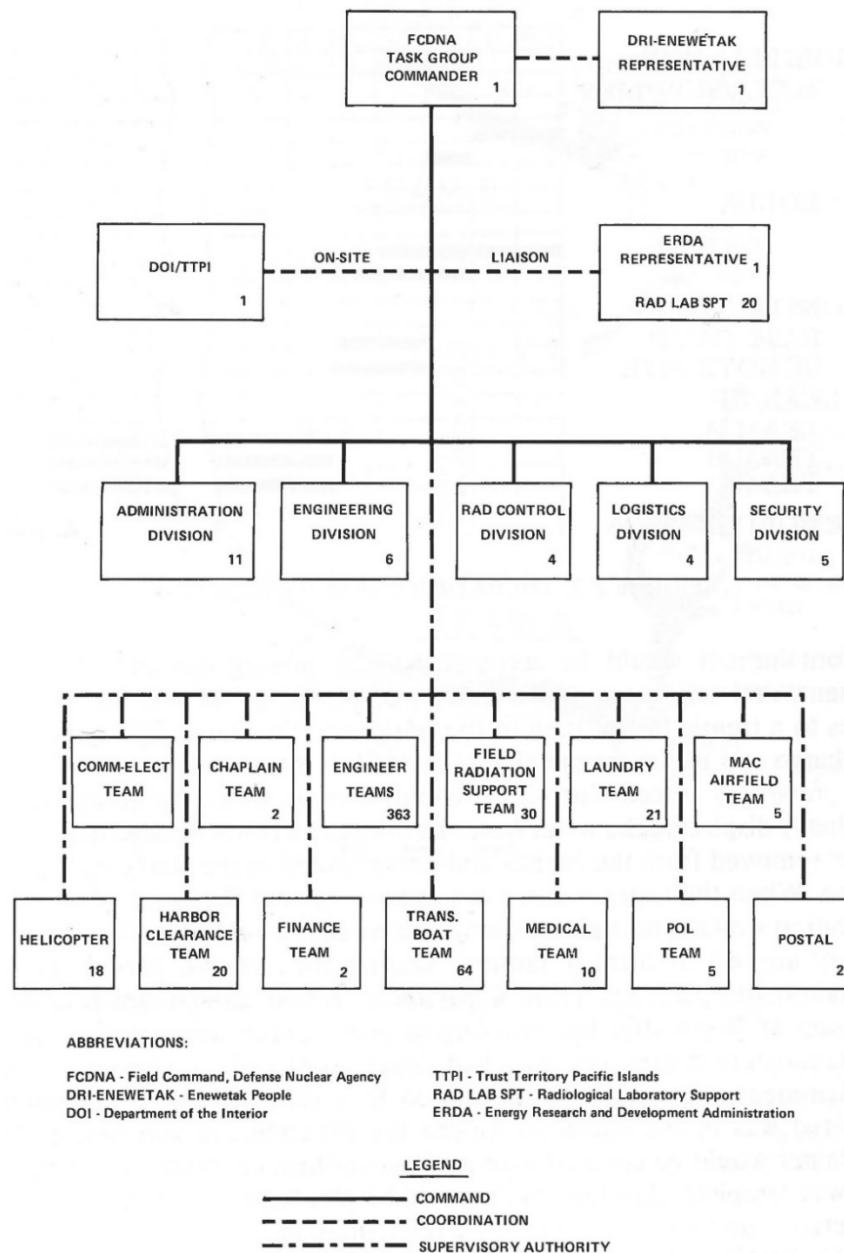 FCDNA
TASK GROUP
COMMANDER
1
DRI-ENEWETAK
REPRESENTATIVE
1
DOI/TTPI
1
ON-SITE
LIAISON
ERDA
REPRESENTATIVE
1
RAD LAB SPT 20
ADMINISTRATION
DIVISION
11
ENGINEERING
DIVISION
6
RAD CONTROL
DIVISION
4
LOGISTICS
DIVISION
4
SECURITY
DIVISION
5
COMM-ELECT
TEAM
CHAPLAIN
TEAM
2
ENGINEER
TEAMS
363
FIELD
RADIATION
SUPPORT
TEAM 30
LAUNDRY
TEAM
21
MAC
AIRFIELD
TEAM 5
HELICOPTER
18
HARBOR
CLEARANCE
TEAM
20
FINANCE
TEAM
2
TRANS.
BOAT
TEAM
64
MEDICAL
TEAM
10
POL
TEAM
5
POSTAL
2
ABBREVIATIONS:
FCDNA - Field Command, Defense Nuclear Agency
DRI-ENEWETAK - Enewetak People
DOI - Department of the Interior
TTPI - Trust Territory Pacific Islands
RAD LAB SPT - Radiological Laboratory Support
ERDA - Energy Research and Development Administration
LEGEND
COMMAND
COORDINATION
SUPERVISORY AUTHORITY